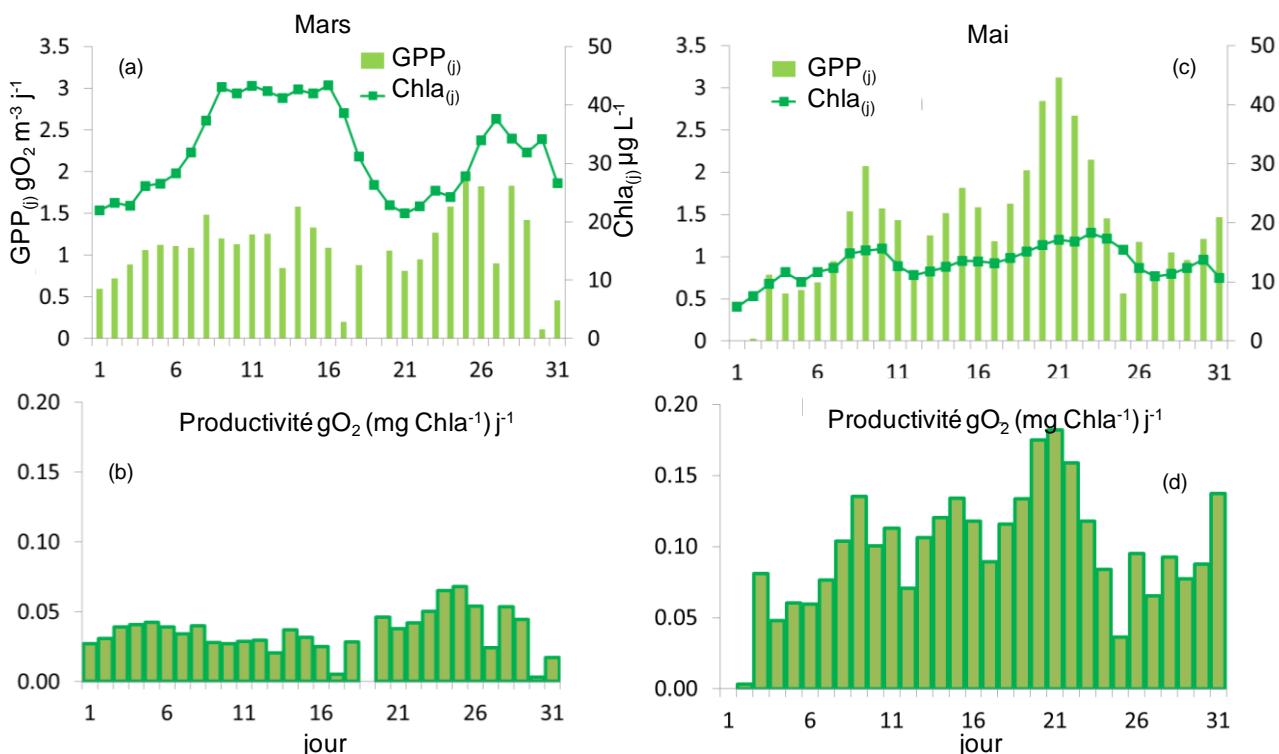 Mars
(a)
GPP(j)
Chla(j)
GPP(j) gO2 m-3 j-1
3.5
3
2.5
2
1.5
1
0.5
0
50
40
30
20
10
0
Chla(j) µg L-1
1 6 11 16 21 26 31
Mai
(c)
GPP(j)
Chla(j)
3.5
3
2.5
2
1.5
1
0.5
0
50
40
30
20
10
0
1 6 11 16 21 26 31
Productivité gO2 (mg Chla-1) j-1
(b)
0.20
0.15
0.10
0.05
0.00
1 6 11 16 21 26 31
jour
Productivité gO2 (mg Chla-1) j-1
(d)
0.20
0.15
0.10
0.05
0.00
1 6 11 16 21 26 31
jour